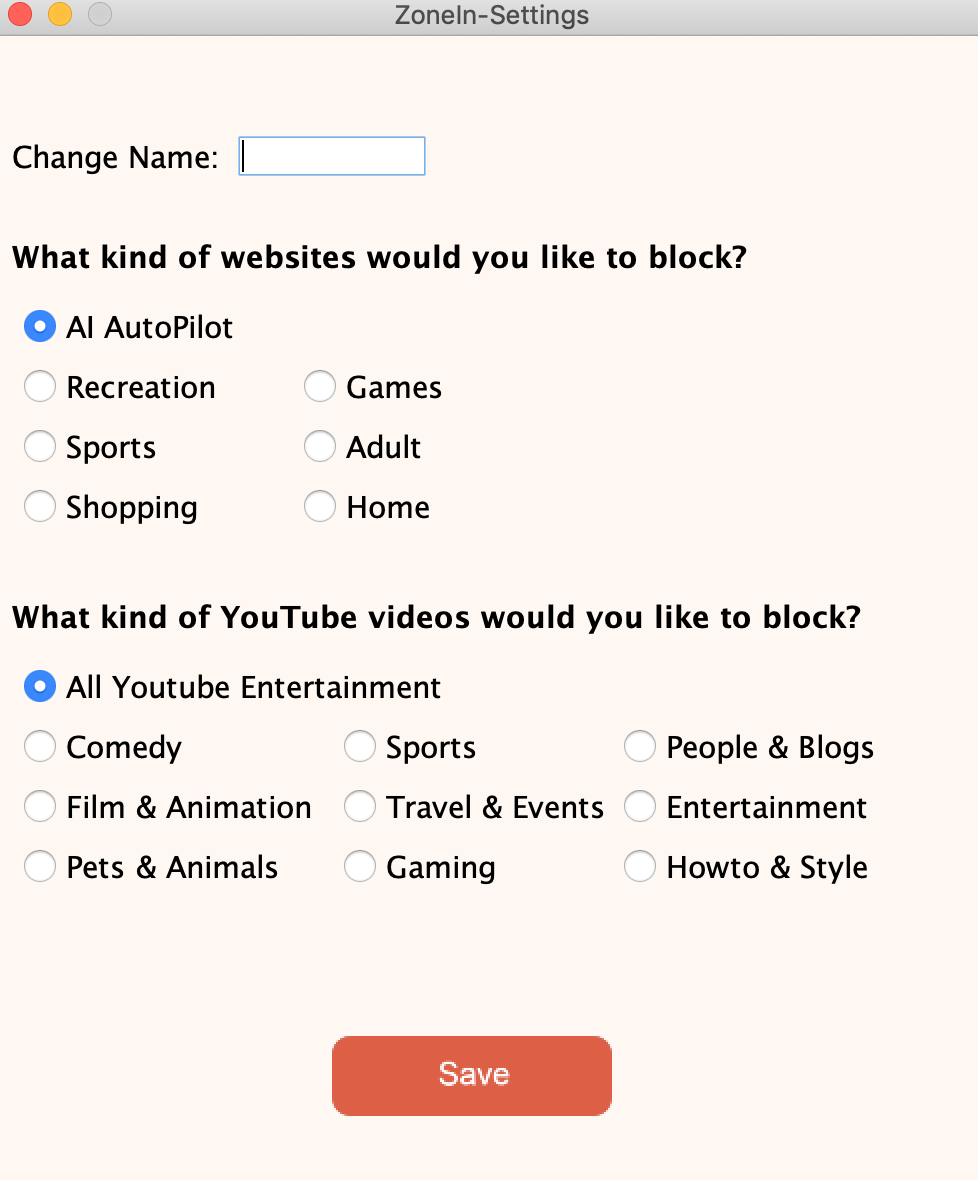 ZoneIn-Settings
Change Name:
What kind of websites would you like to block?
AI AutoPilot
Recreation Games
Sports Adult
Shopping Home
What kind of YouTube videos would you like to block?
All Youtube Entertainment
Comedy Sports People & Blogs
Film & Animation Travel & Events Entertainment
Pets & Animals Gaming Howto & Style
Save